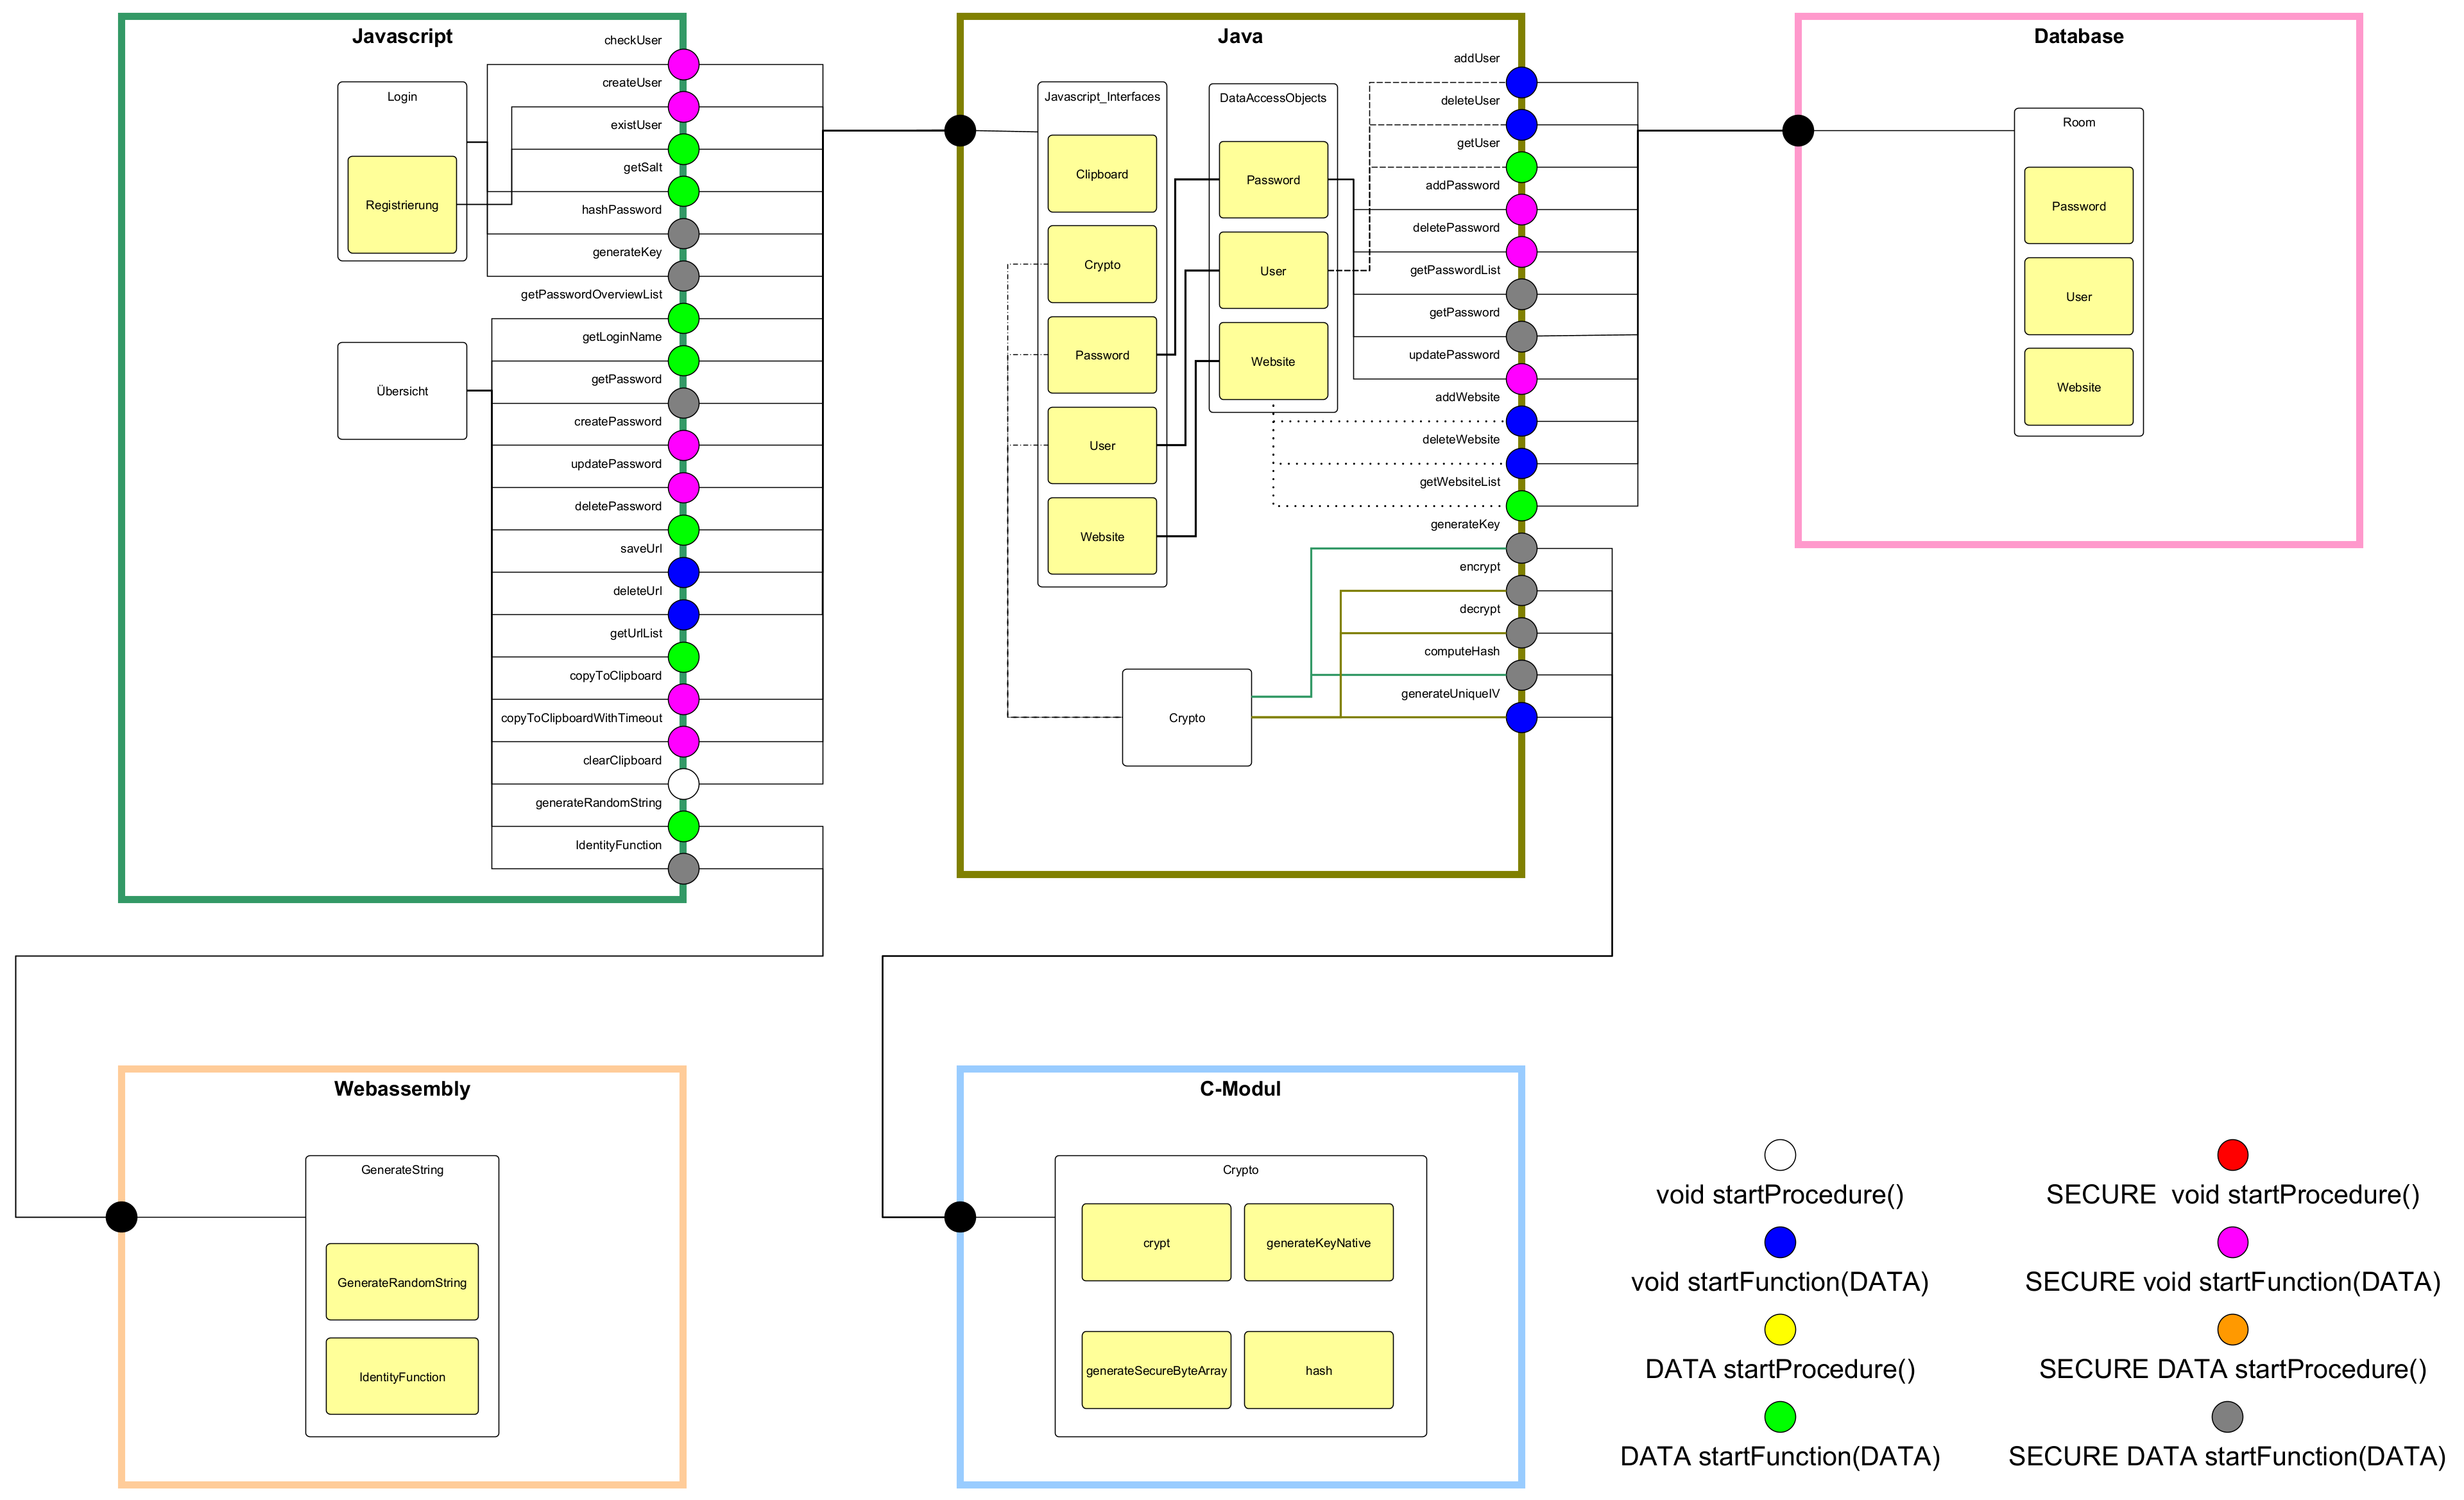 Javascript
checkUser
createUser
existUser
getSalt
hashPassword
generateKey
getPasswordOverviewList
getLoginName
getPassword
createPassword
updatePassword
deletePassword
saveUrl
deleteUrl
getUrlList
copyToClipboard
copyToClipboardWithTimeout
clearClipboard
generateRandomString
IdentityFunction
Login
Registrierung
Übersicht
Java
Javascript_Interfaces
Clipboard
Crypto
Password
User
Website
DataAccessObjects
Password
User
Website
Crypto
addUser
deleteUser
getUser
addPassword
deletePassword
getPasswordList
getPassword
updatePassword
addWebsite
deleteWebsite
getWebsiteList
generateKey
encrypt
decrypt
computeHash
generateUniqueIV
Database
Room
Password
User
Website
Webassembly
GenerateString
GenerateRandomString
IdentityFunction
C-Modul
Crypto
crypt
generateKeyNative
generateSecureByteArray
hash
void startProcedure()
void startFunction(DATA)
DATA startProcedure()
DATA startFunction(DATA)
SECURE  void startProcedure()
SECURE void startFunction(DATA)
SECURE DATA startProcedure()
SECURE DATA startFunction(DATA)